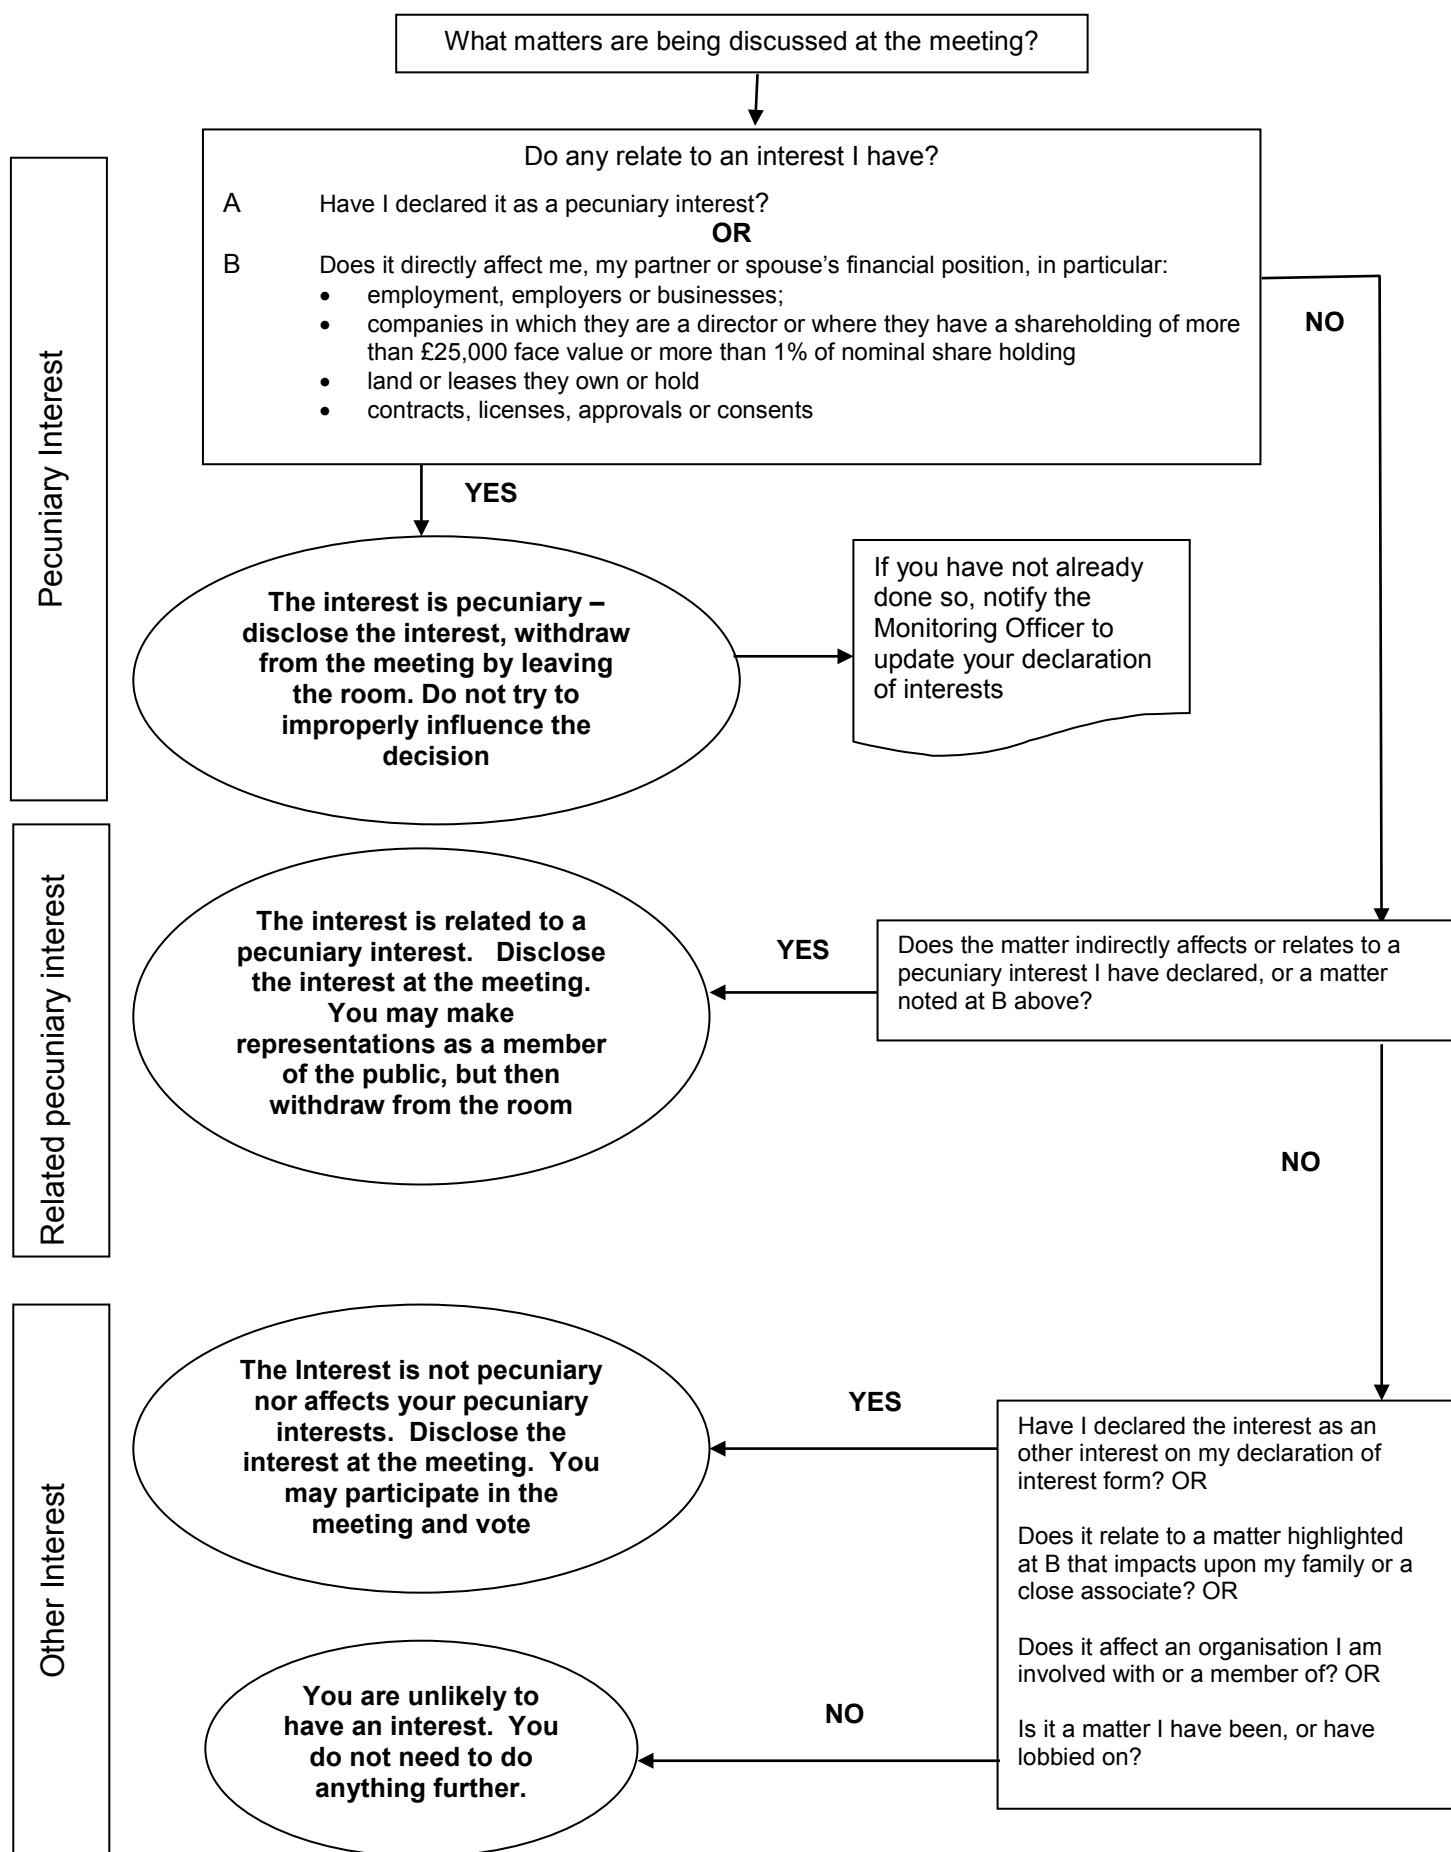 What matters are being discussed at the meeting?
Pecuniary Interest
Do any relate to an interest I have?
A Have I declared it as a pecuniary interest?
OR
B Does it directly affect me, my partner or spouse's financial position, in particular:
• employment, employers or businesses;
• companies in which they are a director or where they have a shareholding of more
than £25,000 face value or more than 1% of nominal share holding
• land or leases they own or hold
• contracts, licenses, approvals or consents
NO
YES
The interest is pecuniary –
disclose the interest, withdraw
from the meeting by leaving
the room. Do not try to
improperly influence the
decision
If you have not already
done so, notify the
Monitoring Officer to
update your declaration
of interests
Related pecuniary interest
The interest is related to a
pecuniary interest. Disclose
the interest at the meeting.
You may make
representations as a member
of the public, but then
withdraw from the room
YES
Does the matter indirectly affects or relates to a
pecuniary interest I have declared, or a matter
noted at B above?
NO
Other Interest
The Interest is not pecuniary
nor affects your pecuniary
interests. Disclose the
interest at the meeting. You
may participate in the
meeting and vote
YES
Have I declared the interest as an
other interest on my declaration of
interest form? OR
Does it relate to a matter highlighted
at B that impacts upon my family or a
close associate? OR
Does it affect an organisation I am
involved with or a member of? OR
Is it a matter I have been, or have
lobbied on?
NO
You are unlikely to
have an interest. You
do not need to do
anything further.